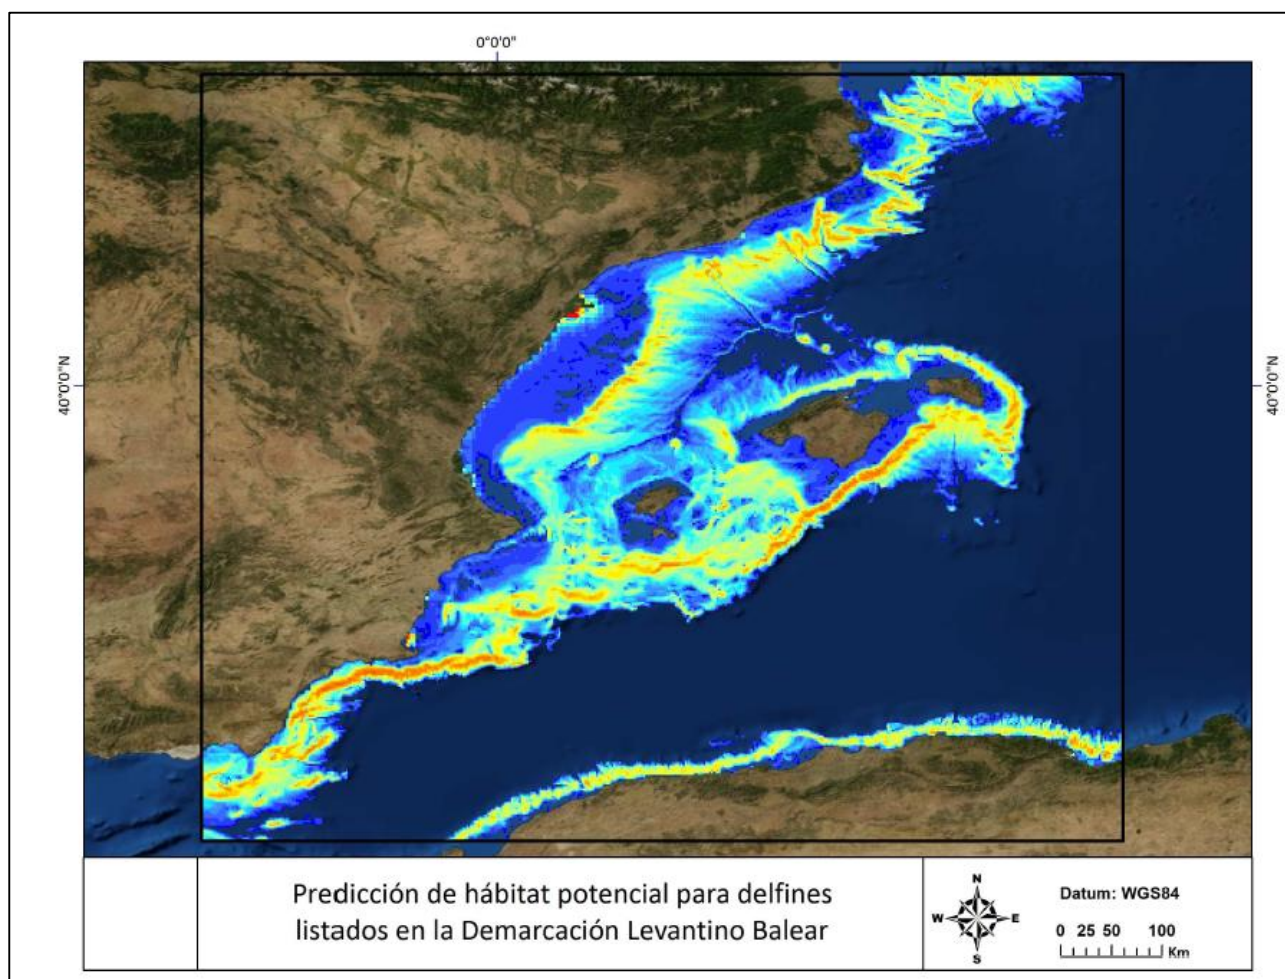 0°0'0"
40°0'0"N
40°0'0"N
Predicción de hábitat potencial para delfines
listados en la Demarcación Levantino Balear
N
W E
S
Datum: WGS84
0 25 50 100
Km